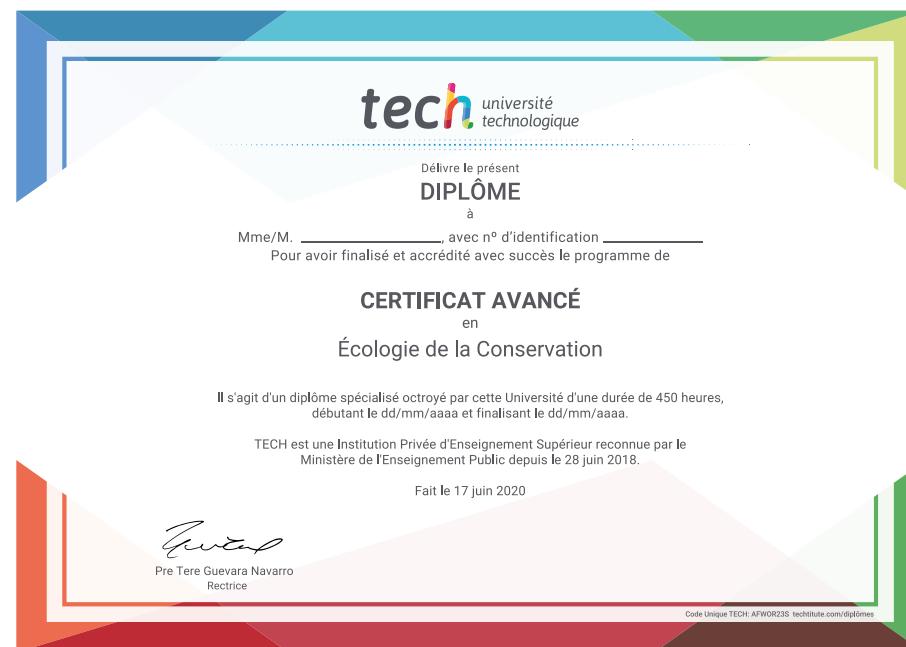 tech université
technologique
Délivre le présent
DIPLÔME
à
Mme/M. ____________________, avec nº d'identification ______________
Pour avoir finalisé et accrédité avec succès le programme de
CERTIFICAT AVANCÉ
en
Écologie de la Conservation
Il s'agit d'un diplôme spécialisé octroyé par cette Université d'une durée de 450 heures,
débutant le dd/mm/aaaa et finalisant le dd/mm/aaaa.
TECH est une Institution Privée d'Enseignement Supérieur reconnue par le
Ministère de l'Enseignement Public depuis le 28 juin 2018.
Fait le 17 juin 2020
Pre Tere Guevara Navarro
Rectrice
Code Unique TECH: AFWOR23S techtitute.com/diplômes